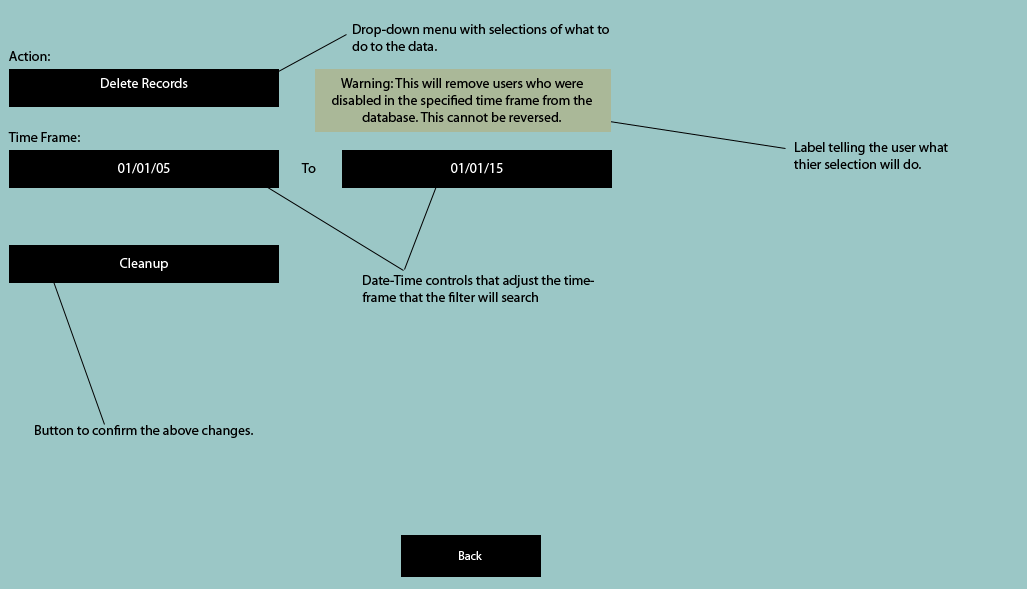 Drop-down menu with selections of what to
do to the data.
Action:
Delete Records
Warning: This will remove users who were
disabled in the specified time frame from the
database. This cannot be reversed.
Time Frame:
01/01/05
To
01/01/15
Label telling the user what
thier selection will do.
Cleanup
Date-Time controls that adjust the time-
frame that the filter will search
Button to confirm the above changes.
Back